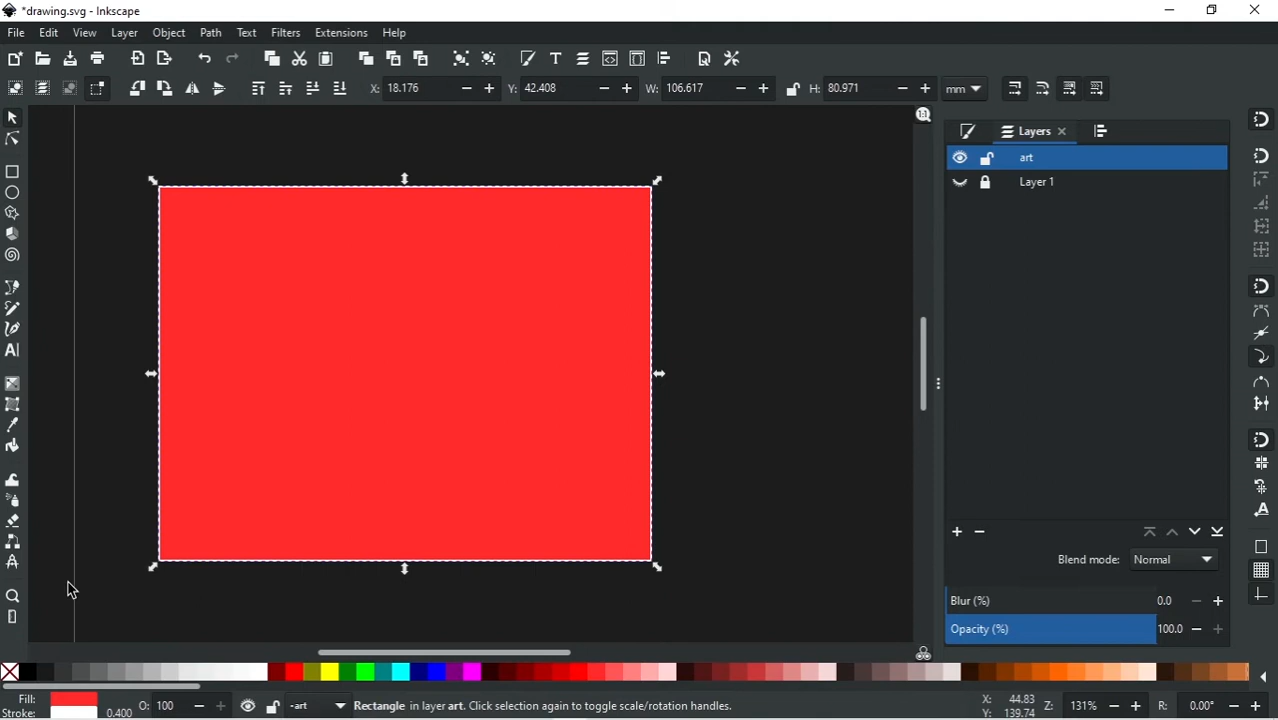 *drawing.svg - Inkscape
File Edit View Layer Object Path Text Filters Extensions Help
X: 18.176 Y: 42.408 W: 106.617 H: 80.971 mm
1:1
Layers
art
Layer 1
Blend mode: Normal
Blur (%) 0.0
Opacity (%) 100.0
Fill:
Stroke: 0.400
O: 100
-art
Rectangle in layer art. Click selection again to toggle scale/rotation handles.
X: 44.83
Y: 139.74
Z: 131%
R: 0.00°